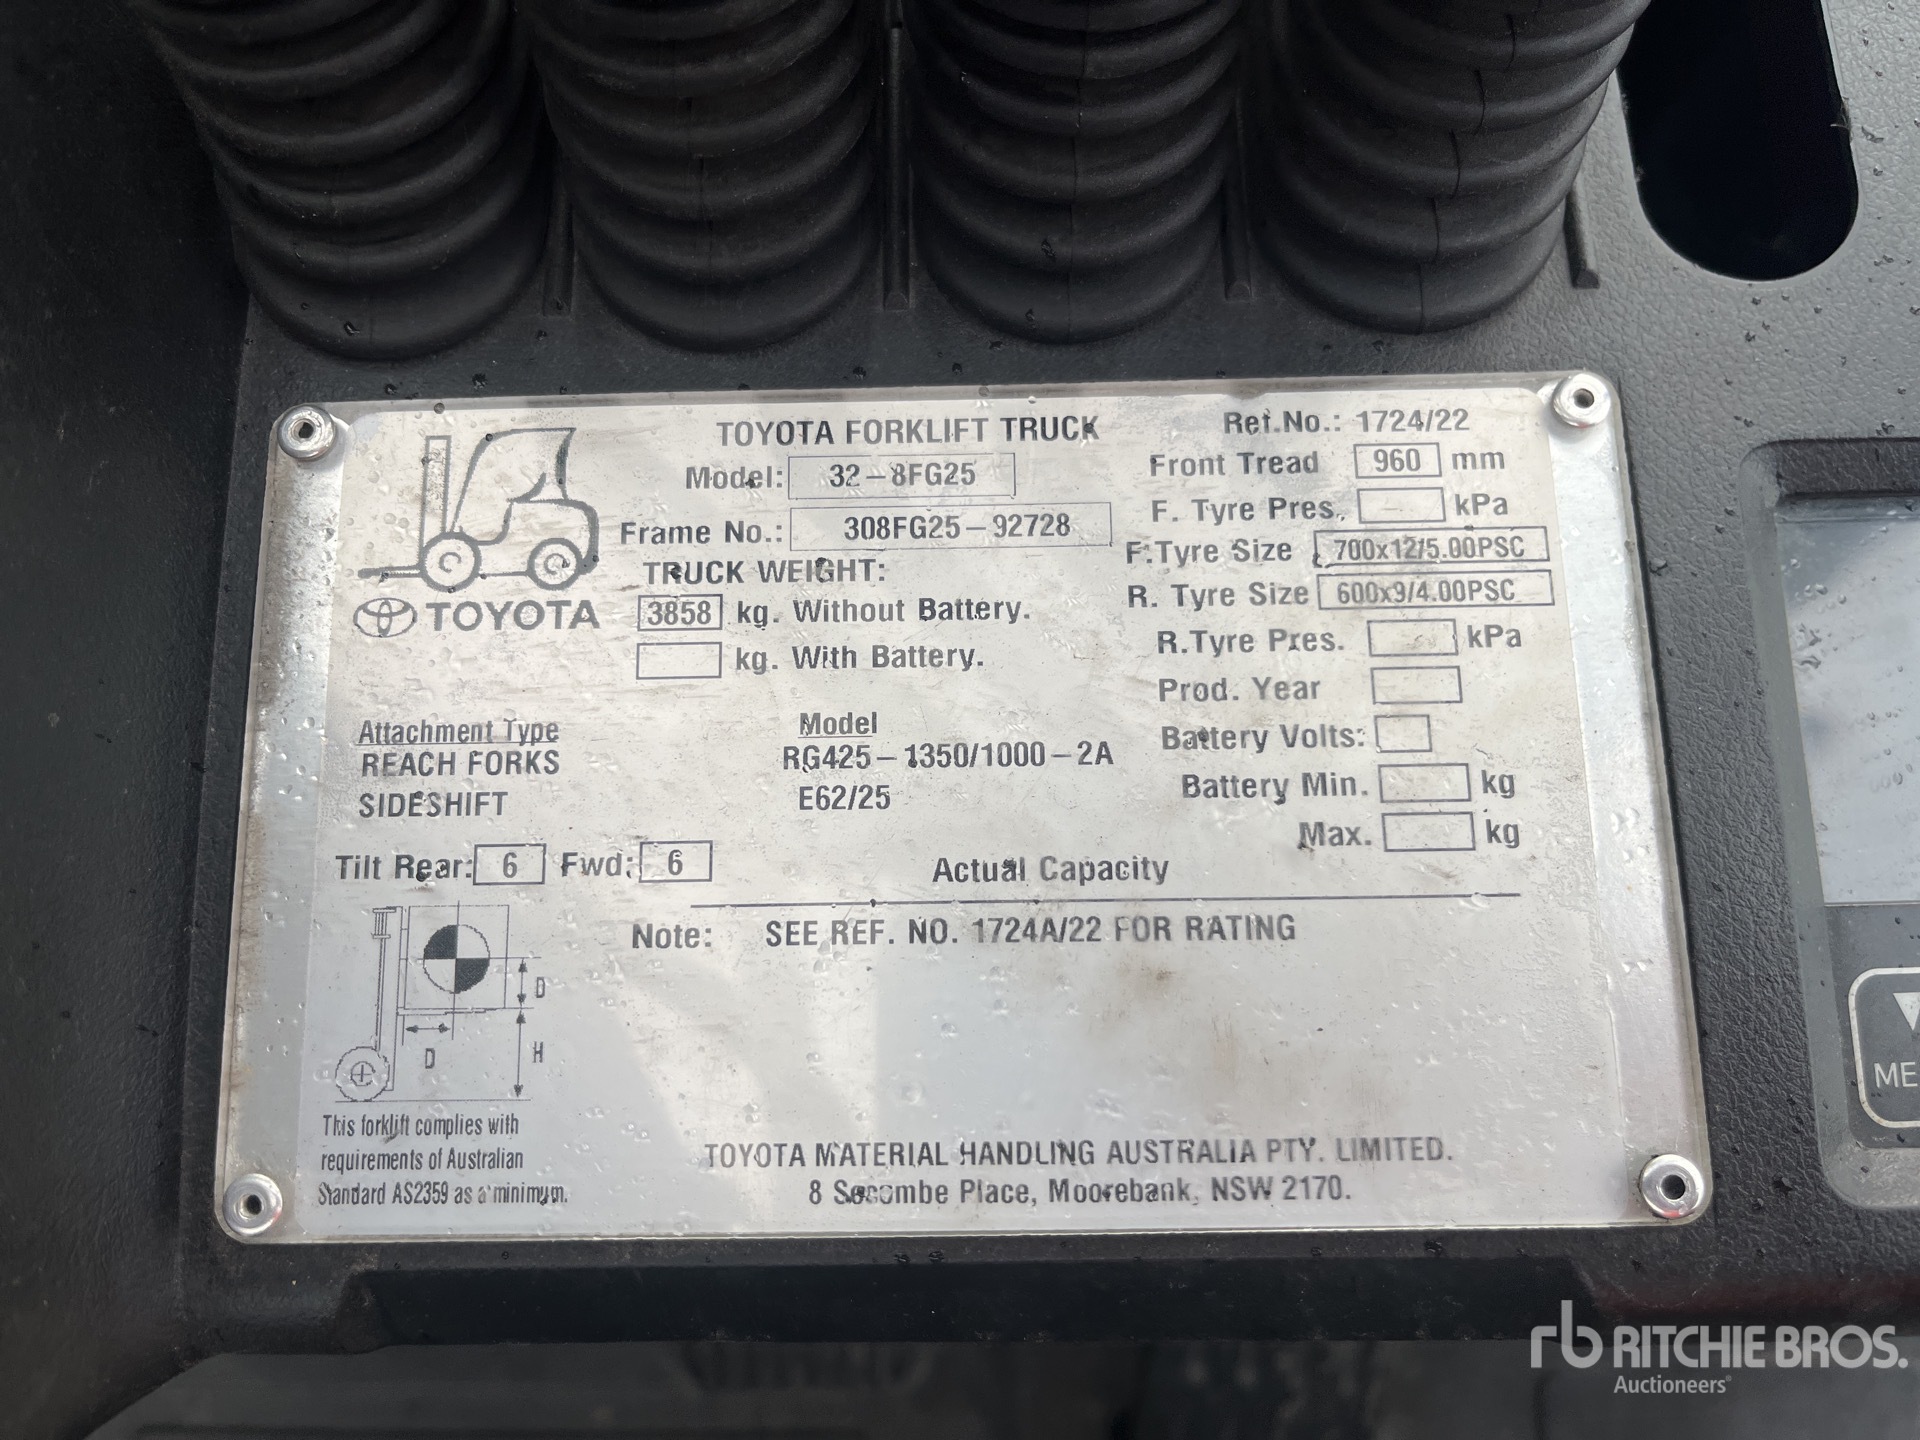 TOYOTA FORKLIFT TRUCK
Ref.No.: 1724/22
Model: 32-8FG25
Front Tread 960 mm
Frame No.: 308FG25-92728
F. Tyre Pres. kPa
TRUCK WEIGHT:
F.Tyre Size 700x12/5.00PSC
TOYOTA
3858 kg. Without Battery.
R. Tyre Size 600x9/4.00PSC
kg. With Battery.
R.Tyre Pres. kPa
Prod. Year
Attachment Type Model
Battery Volts:
REACH FORKS RG425-1350/1000-2A
SIDESHIFT E62/25
Battery Min. kg
Max. kg
Tilt Rear: 6 Fwd: 6
Actual Capacity
Note: SEE REF. NO. 1724A/22 FOR RATING
D
D
H
This forklift complies with
requirements of Australian
Standard AS2359 as a minimum.
TOYOTA MATERIAL HANDLING AUSTRALIA PTY. LIMITED.
8 Secombe Place, Moorebank, NSW 2170.
ME
rb RITCHIE BROS.
Auctioneers